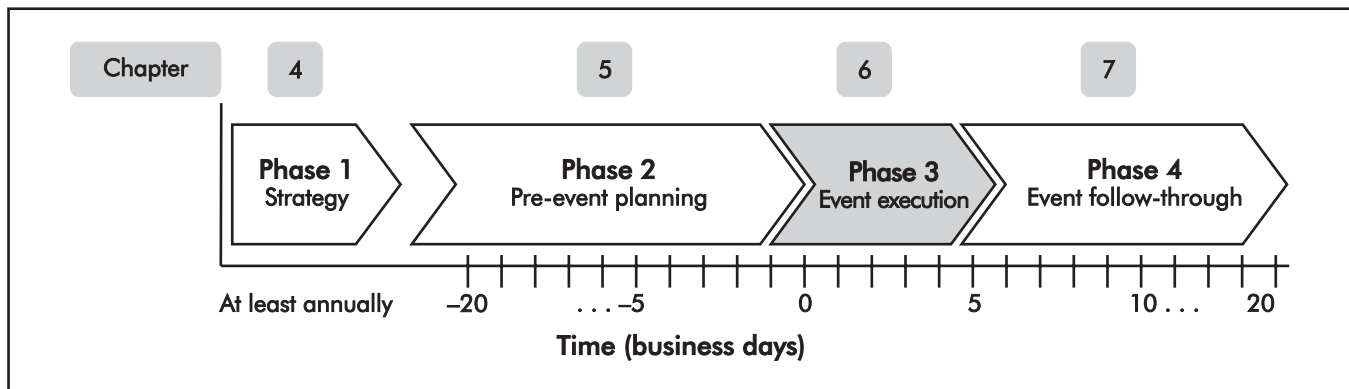 Chapter 4 5 6 7
Phase 1 Phase 2 Phase 3 Phase 4
Strategy Pre-event planning Event execution Event follow-through
At least annually –20 . . . –5 0 5 10 . . . 20
Time (business days)